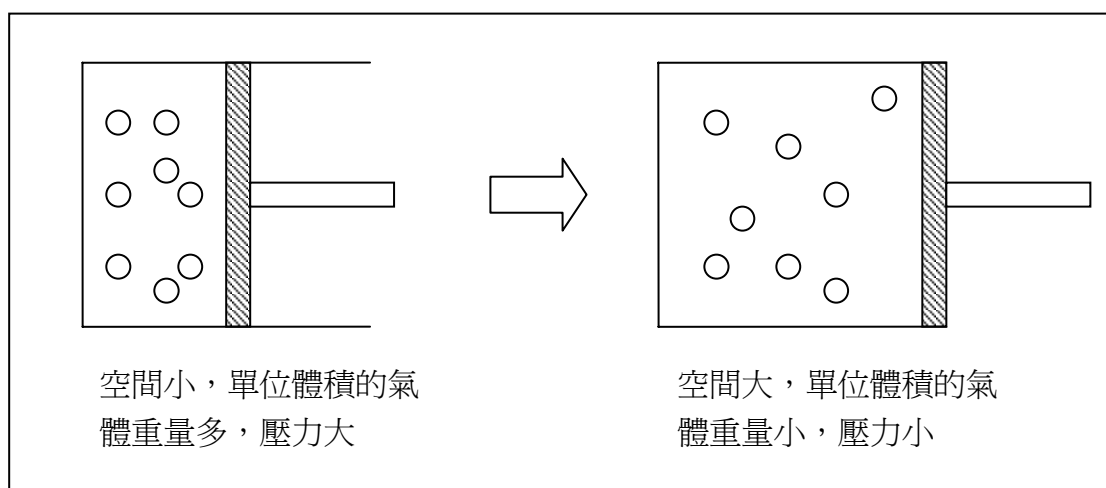 空間小，單位體積的氣
體重量多，壓力大
空間大，單位體積的氣
體重量小，壓力小